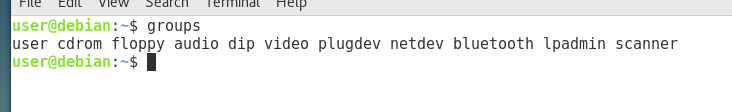 File Edit View Search Terminal Help
user@debian:~$ groups
user cdrom floppy audio dip video plugdev netdev bluetooth lpadmin scanner
user@debian:~$